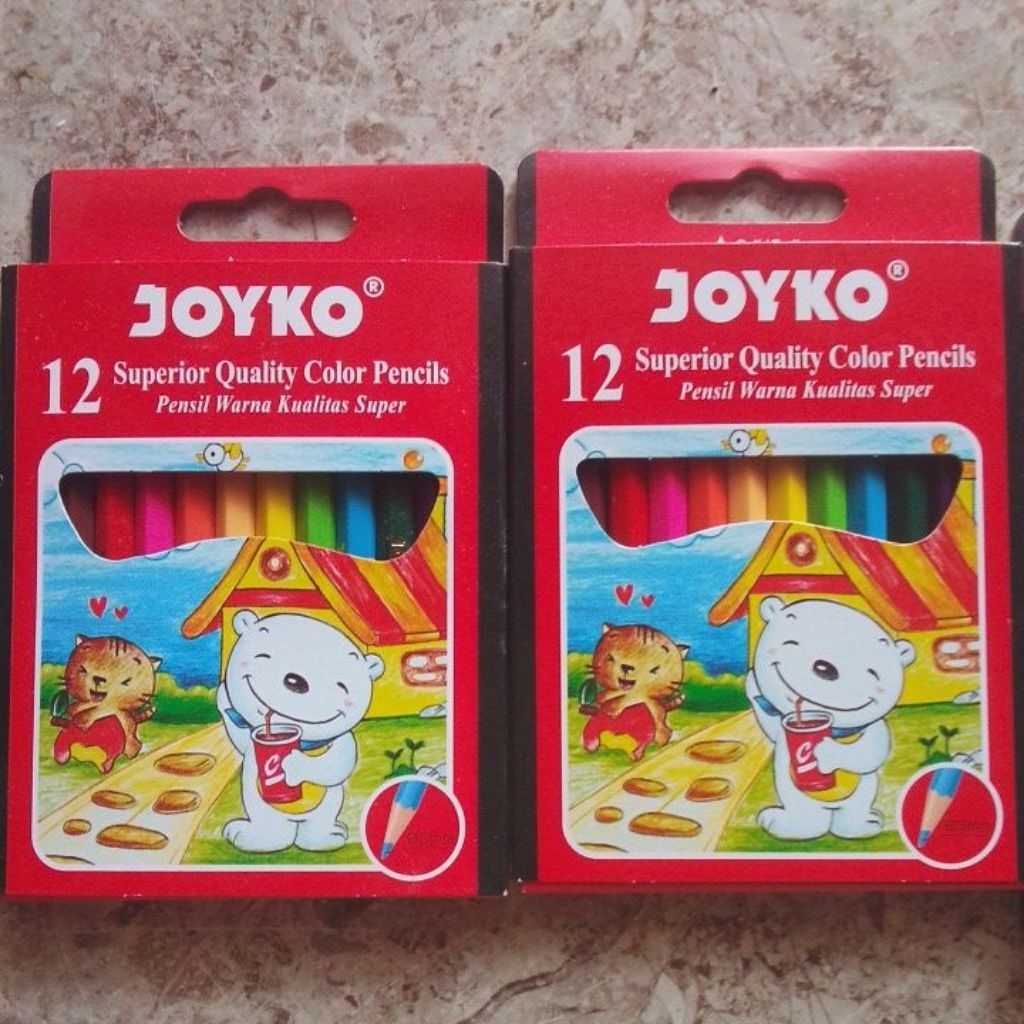 JOYKO®
12 Superior Quality Color Pencils
Pensil Warna Kualitas Super
C
JOYKO®
12 Superior Quality Color Pencils
Pensil Warna Kualitas Super
C